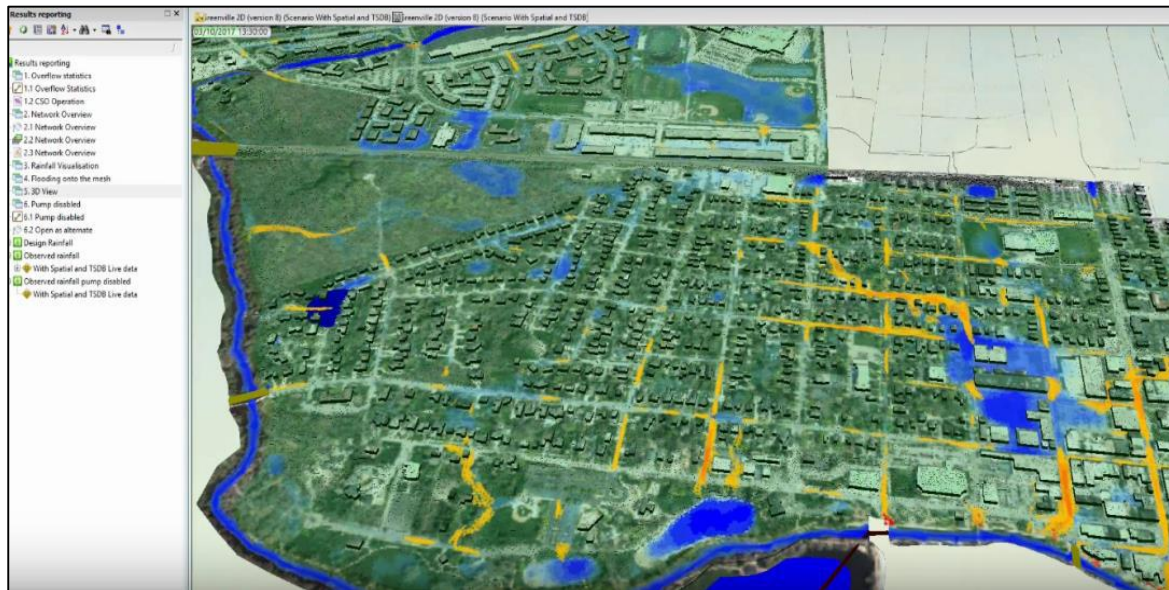 Results reporting
Results reporting
1. Overflow statistics
1.1 Overflow Statistics
1.2 CSO Operation
2. Network Overview
2.1 Network Overview
2.2 Network Overview
2.3 Network Overview
3. Rainfall Visualisation
4. Flooding onto the mesh
5. 3D View
6. Pump disabled
6.1 Pump disabled
6.2 Open as alternate
Design Rainfall
Observed rainfall
With Spatial and TSDB Live data
Observed rainfall pump disabled
With Spatial and TSDB Live data
reenville 2D (version 8) (Scenario With Spatial and TSDB)
reenville 2D (version 8) (Scenario With Spatial and TSDB)
03/10/2017 13:30:00